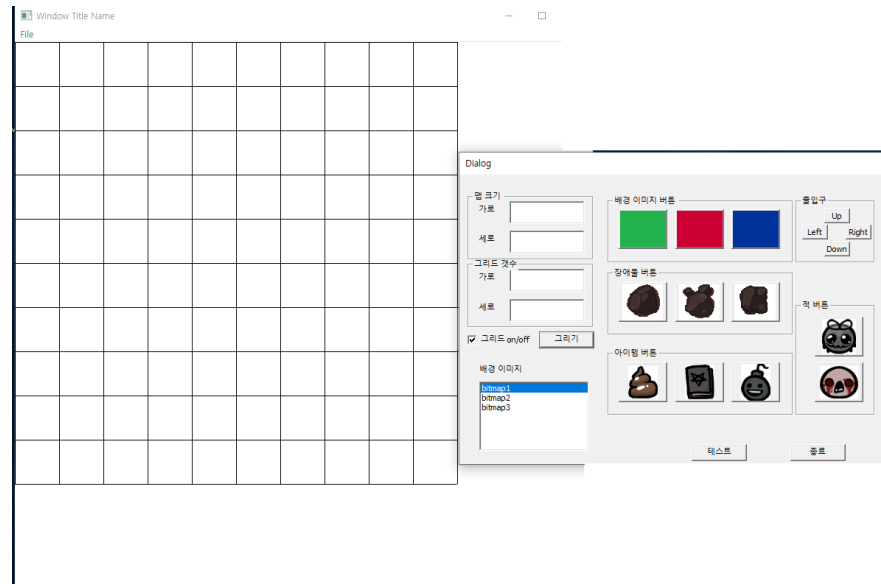 Window Title Name
File
Dialog
맵 크기
가로
세로
그리드 갯수
가로
세로
그리드 on/off
그리기
배경 이미지
bitmap1
bitmap2
bitmap3
배경 이미지 버튼
장애물 버튼
아이템 버튼
출입구
Up
Left Right
Down
적 버튼
테스트
종료